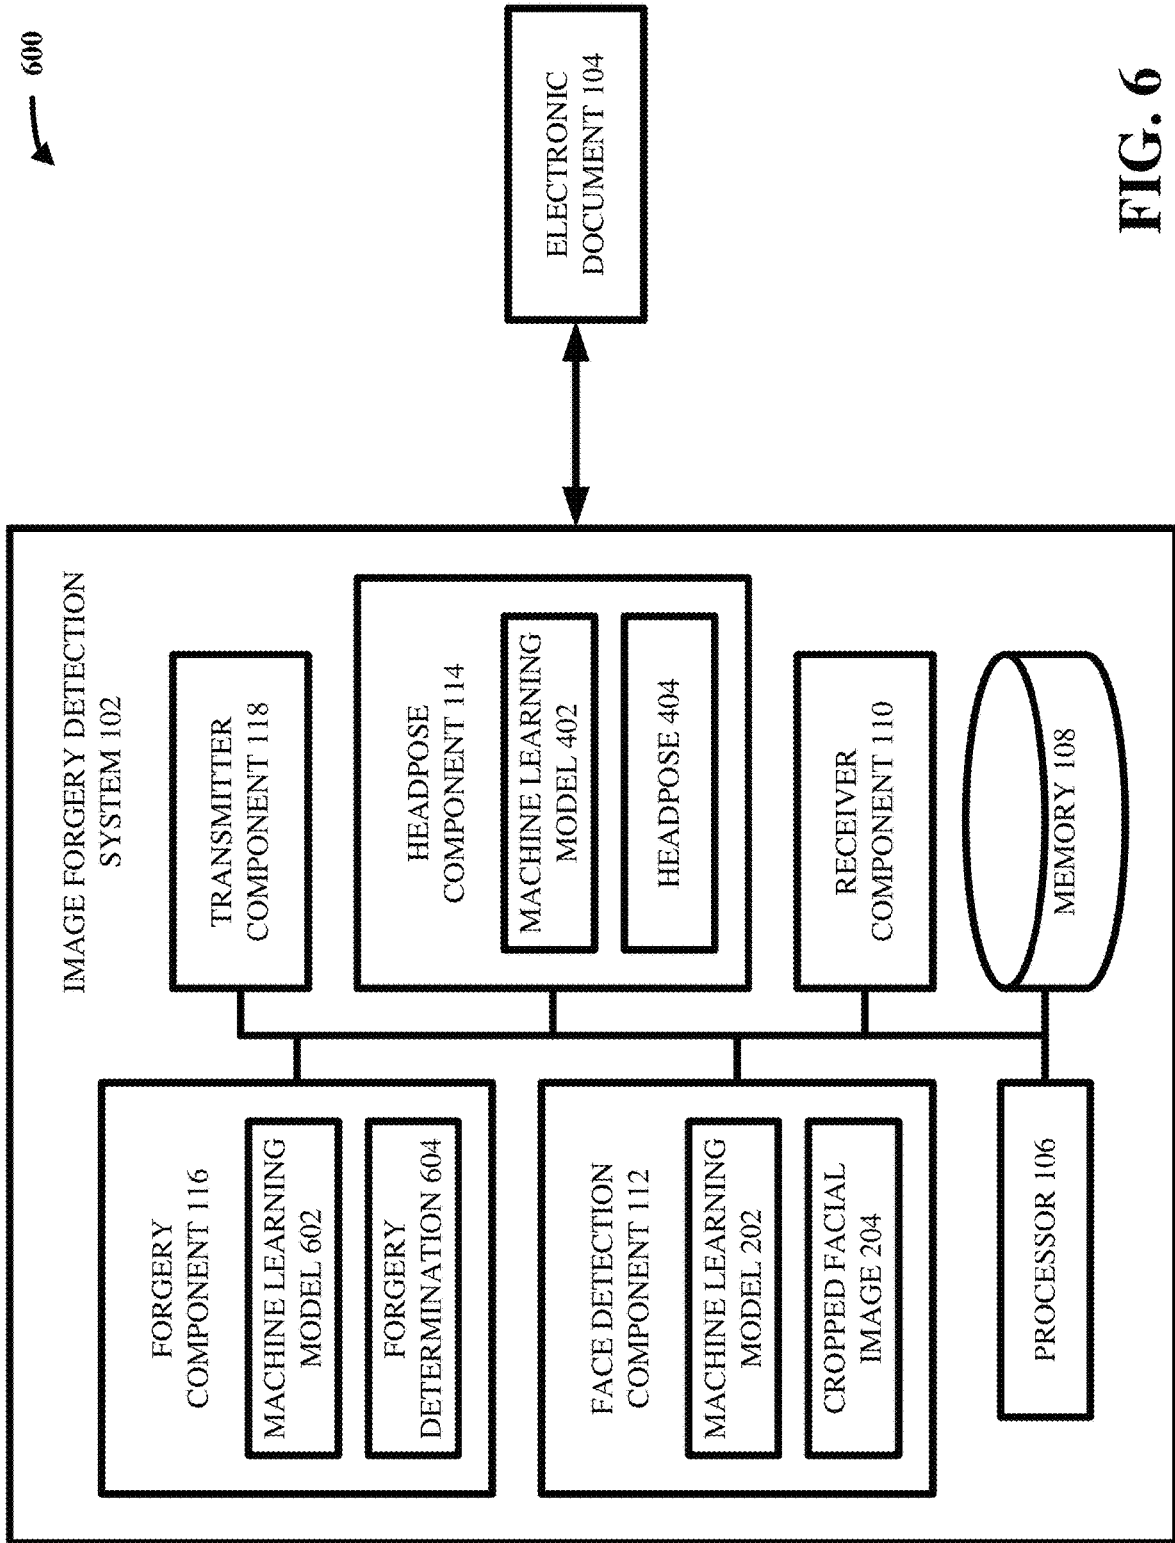 600
IMAGE FORGERY DETECTION
SYSTEM 102
FORGERY
COMPONENT 116
MACHINE LEARNING
MODEL 602
FORGERY
DETERMINATION 604
TRANSMITTER
COMPONENT 118
HEADPOSE
COMPONENT 114
MACHINE LEARNING
MODEL 402
HEADPOSE 404
FACE DETECTION
COMPONENT 112
MACHINE LEARNING
MODEL 202
CROPPED FACIAL
IMAGE 204
RECEIVER
COMPONENT 110
PROCESSOR 106
MEMORY 108
ELECTRONIC
DOCUMENT 104
FIG. 6